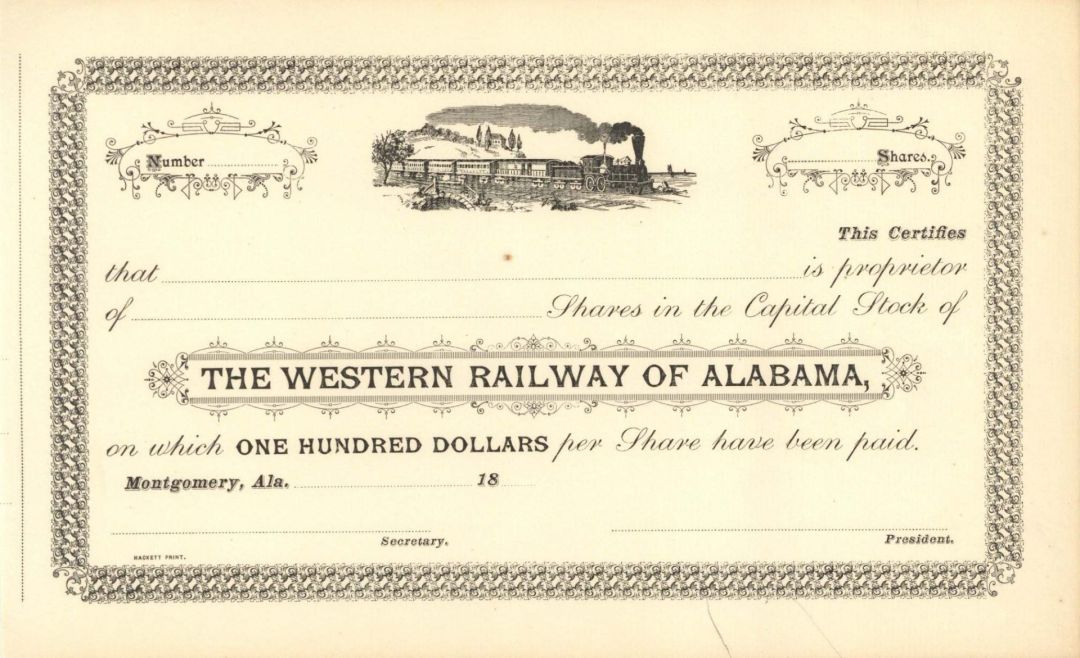 Number
Shares.
This Certifies
that is proprietor
of Shares in the Capital Stock of
THE WESTERN RAILWAY OF ALABAMA,
on which ONE HUNDRED DOLLARS per Share have been paid.
Montgomery, Ala. 18
Secretary.
President.
HACKETT PRINT.